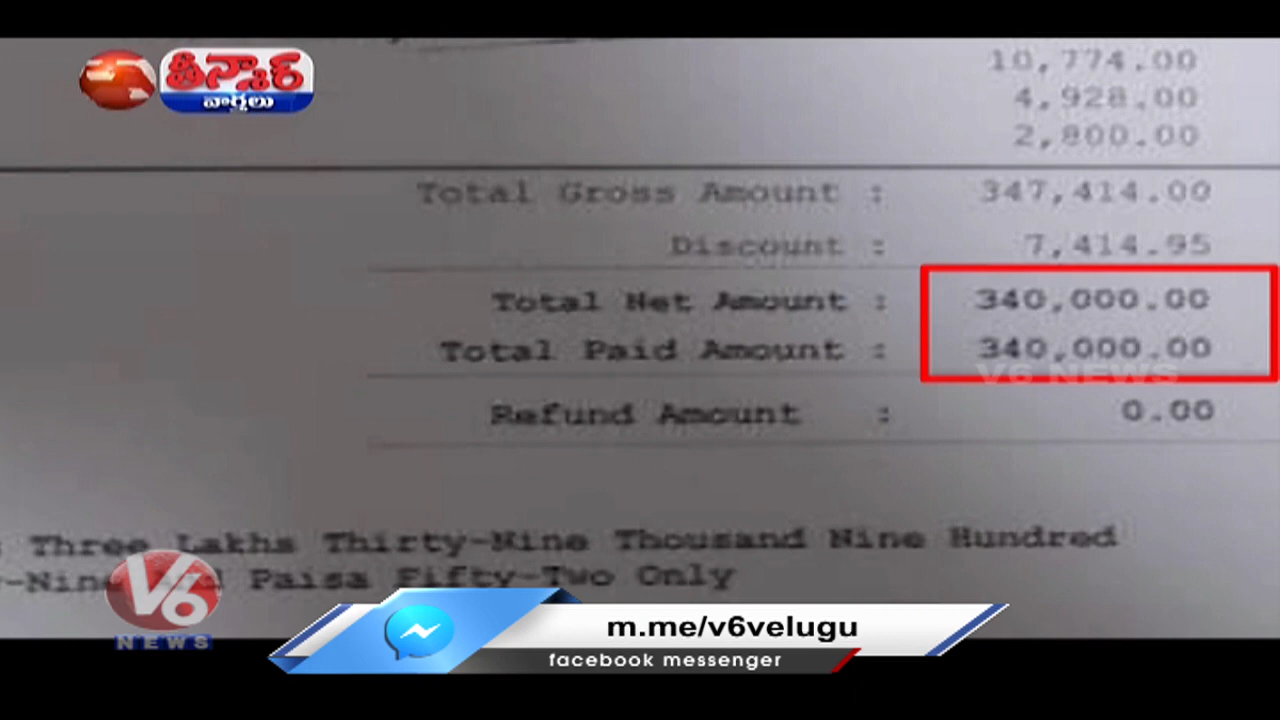 తీన్మార్
వార్తలు
10,774.00
4,928.00
2,800.00
Total Gross Amount : 347,414.00
Discount : 7,414.95
Total Net Amount : 340,000.00
Total Paid Amount : 340,000.00
V6 NEWS
Refund Amount : 0.00
: Three Lakhs Thirty-Nine Thousand Nine Hundred
-Nine Paisa Fifty-Two Only
V6
NEWS
m.me/v6velugu
facebook messenger